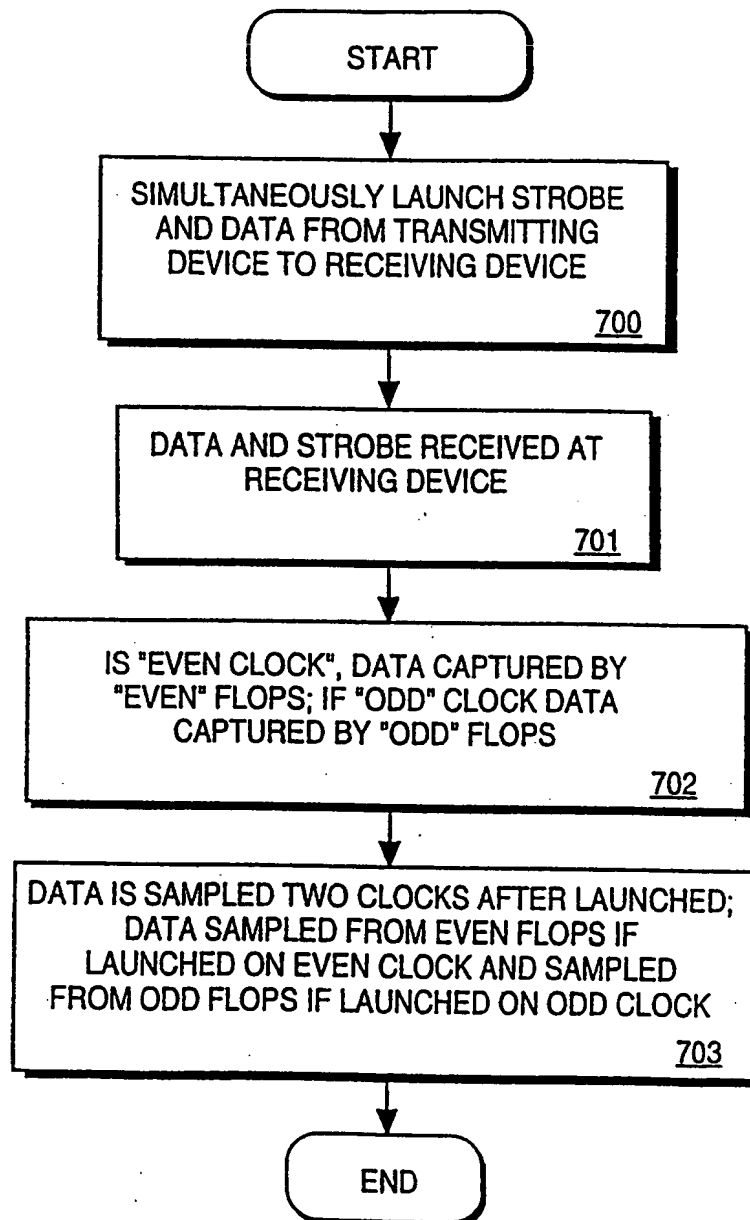 START
SIMULTANEOUSLY LAUNCH STROBE
AND DATA FROM TRANSMITTING
DEVICE TO RECEIVING DEVICE
700
DATA AND STROBE RECEIVED AT
RECEIVING DEVICE
701
IS "EVEN CLOCK", DATA CAPTURED BY
"EVEN" FLOPS; IF "ODD" CLOCK DATA
CAPTURED BY "ODD" FLOPS
702
DATA IS SAMPLED TWO CLOCKS AFTER LAUNCHED;
DATA SAMPLED FROM EVEN FLOPS IF
LAUNCHED ON EVEN CLOCK AND SAMPLED
FROM ODD FLOPS IF LAUNCHED ON ODD CLOCK
703
END